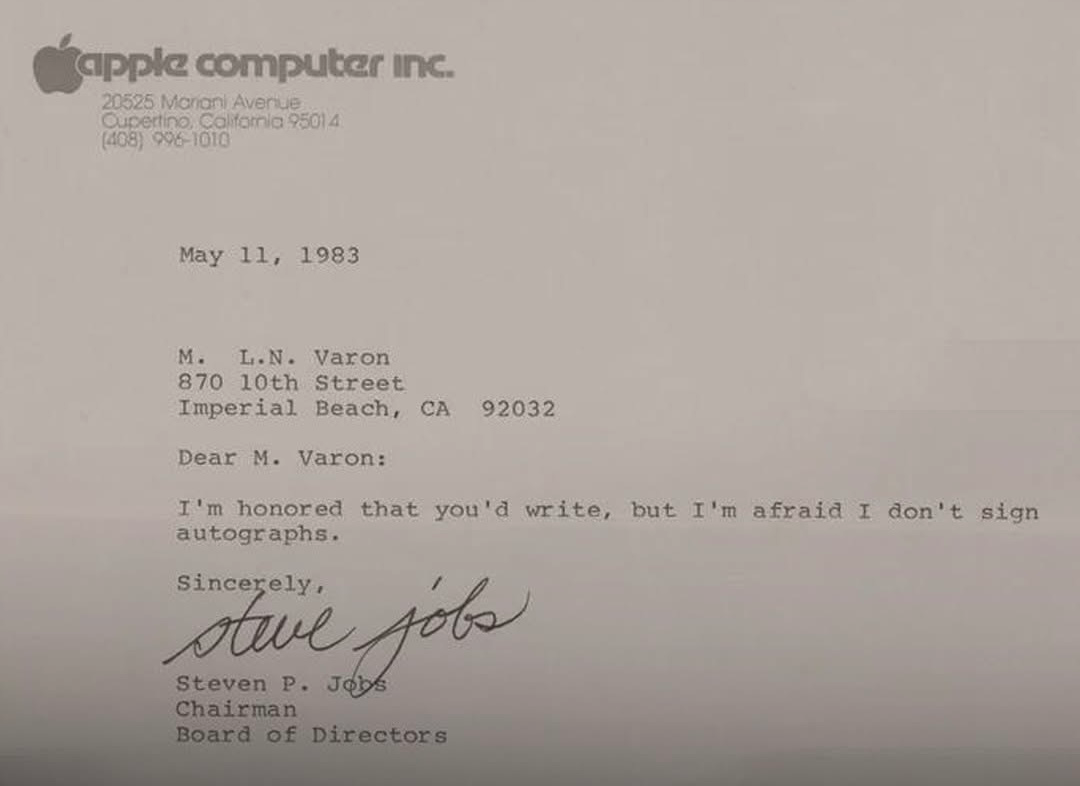 apple computer inc.
20525 Mariani Avenue
Cupertino, California 95014
(408) 996-1010
May 11, 1983
M.  L.N. Varon
870 10th Street
Imperial Beach, CA  92032
Dear M. Varon:
I'm honored that you'd write, but I'm afraid I don't sign
autographs.
Sincerely,
steve jobs
Steven P. Jobs
Chairman
Board of Directors